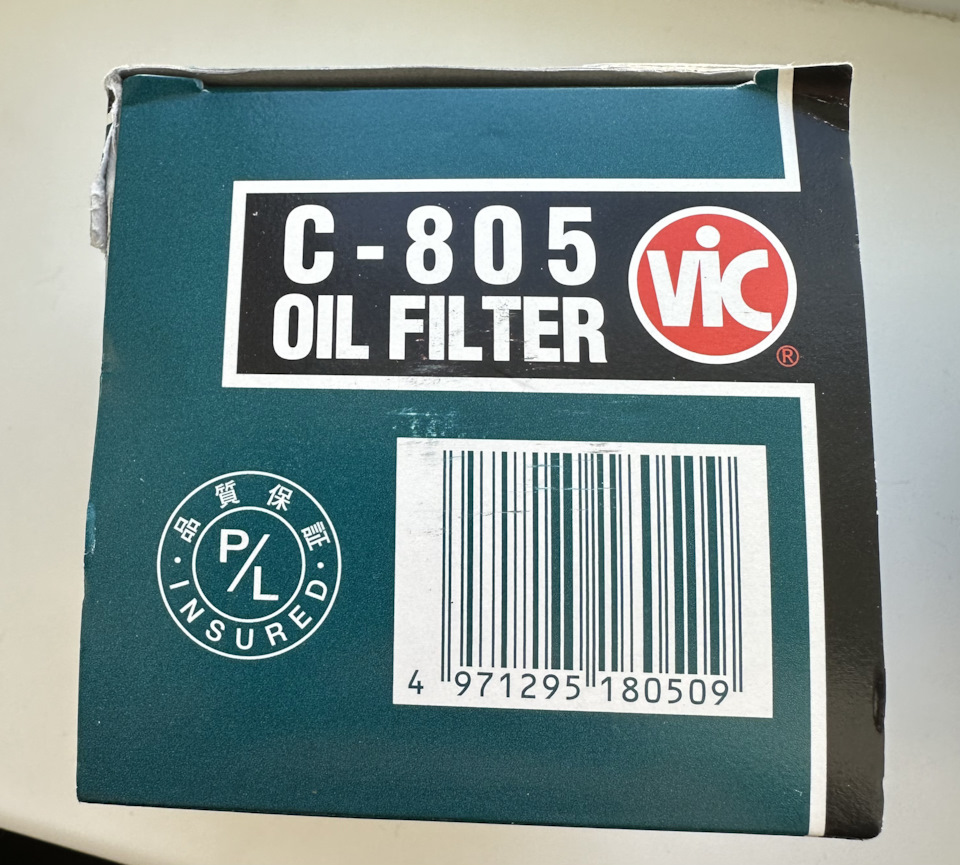 C-805
OIL FILTER
ViC
®
品質保証
P/L
·INSURED·
4 971295 180509